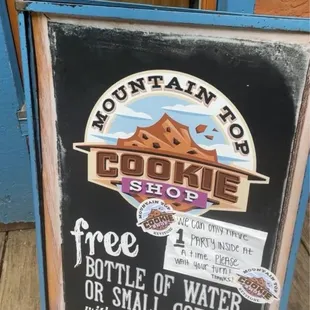 MOUNTAIN TOP
COOKIE
SHOP
free
BOTTLE OF WATER
OR SMALL
WE CAN ONLY HAVE
1 PARTY INSIDE AT
A TIME. PLEASE
WAIT YOUR TURN!
THANKS!